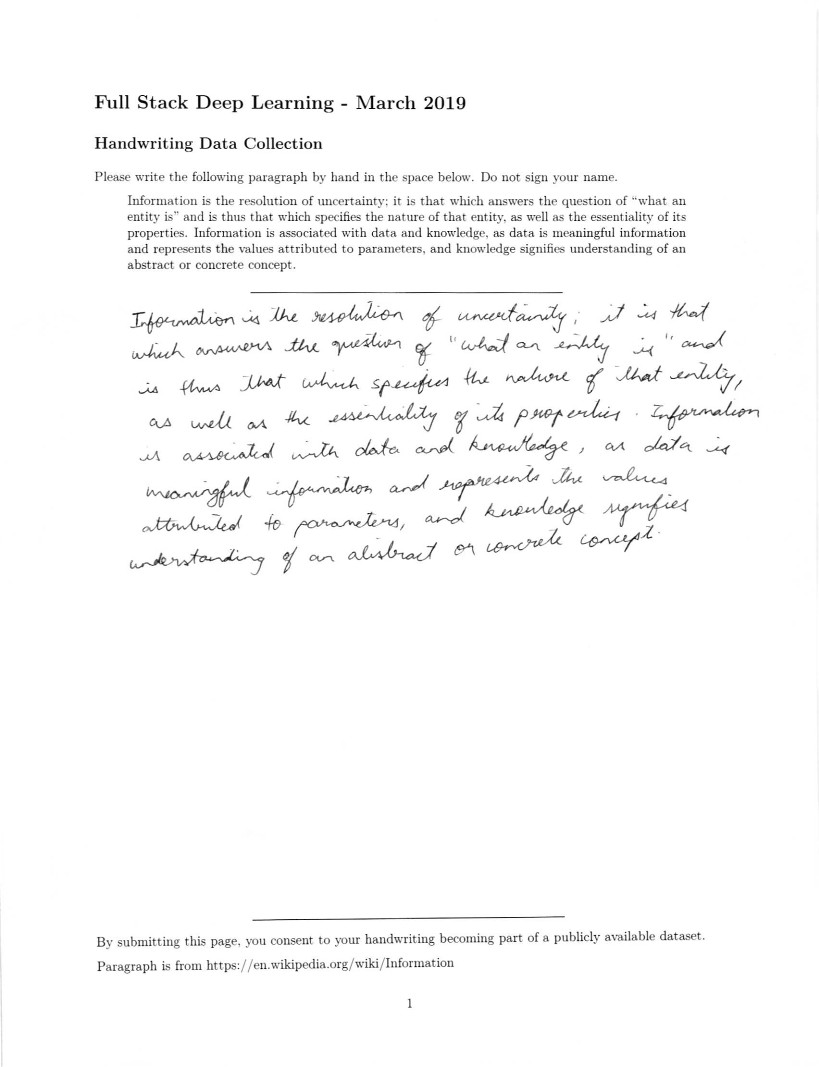 Full Stack Deep Learning - March 2019
Handwriting Data Collection
Please write the following paragraph by hand in the space below. Do not sign your name.
Information is the resolution of uncertainty; it is that which answers the question of “what an
entity is” and is thus that which specifies the nature of that entity, as well as the essentiality of its
properties. Information is associated with data and knowledge, as data is meaningful information
and represents the values attributed to parameters, and knowledge signifies understanding of an
abstract or concrete concept.
Information is the resolution of uncertainity; it is that
which answers the question of "what an entity is" and
is thus that which specifies the nature of that entity,
as well as the essentiality of its properties. Information
is associated with data and knowledge, as data is
meaningful information and represents the values
attributed to parameters, and knowledge signifies
understanding of an abstract or concrete concept.
By submitting this page, you consent to your handwriting becoming part of a publicly available dataset.
Paragraph is from https://en.wikipedia.org/wiki/Information
1